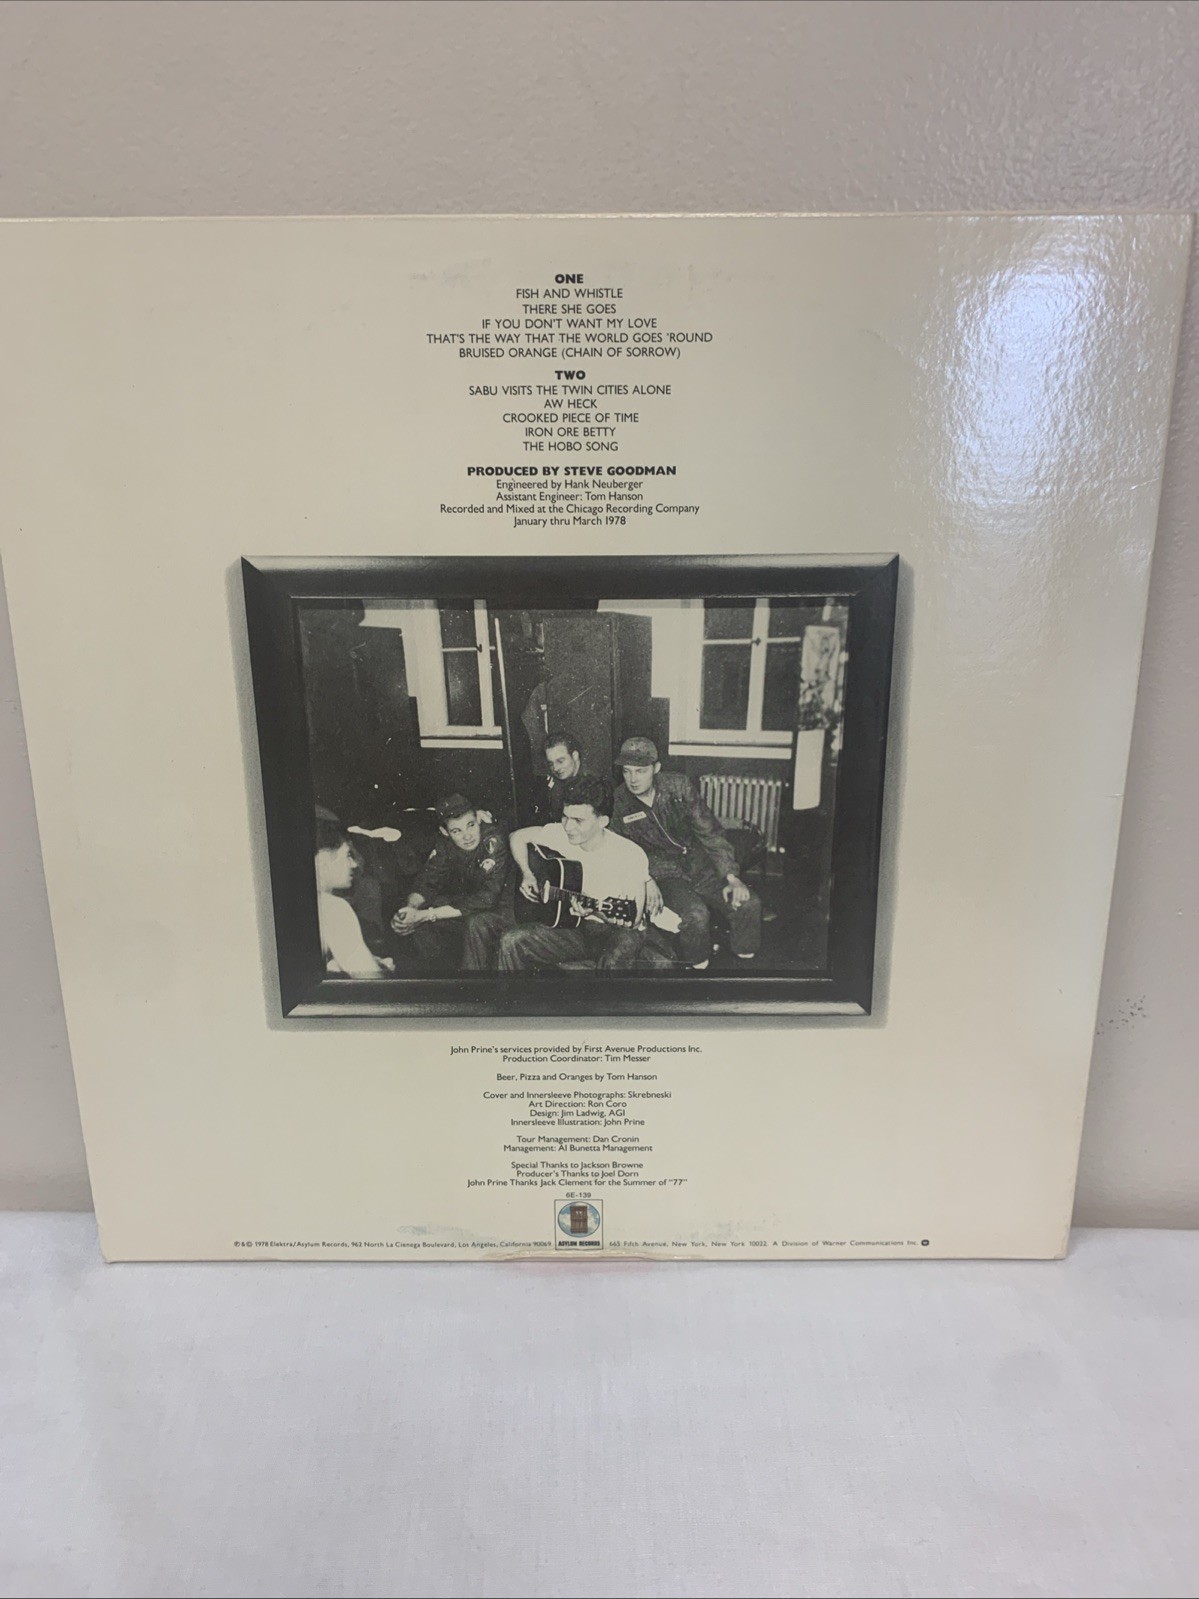 ONE
FISH AND WHISTLE
THERE SHE GOES
IF YOU DON'T WANT MY LOVE
THAT'S THE WAY THAT THE WORLD GOES 'ROUND
BRUISED ORANGE (CHAIN OF SORROW)
TWO
SABU VISITS THE TWIN CITIES ALONE
AW HECK
CROOKED PIECE OF TIME
IRON ORE BETTY
THE HOBO SONG
PRODUCED BY STEVE GOODMAN
Engineered by Hank Neuberger
Assistant Engineer: Tom Hanson
Recorded and Mixed at the Chicago Recording Company
January thru March 1978
John Prine's services provided by First Avenue Productions Inc.
Production Coordinator: Tim Messer
Beer, Pizza and Oranges by Tom Hanson
Cover and Innersleeve Photographs: Skrebneski
Art Direction: Ron Coro
Design: Jim Ladwig, AGI
Innersleeve Illustration: John Prine
Tour Management: Dan Cronin
Management: Al Bunetta Management
Special Thanks to Jackson Browne
Producer's Thanks to Joel Dorn
John Prine Thanks Jack Clement for the Summer of "77"
6E-139
ASYLUM RECORDS
℗&© 1978 Elektra/Asylum Records, 962 North La Cienega Boulevard, Los Angeles, California 90069. 665 Fifth Avenue, New York, New York 10022. A Division of Warner Communications Inc.